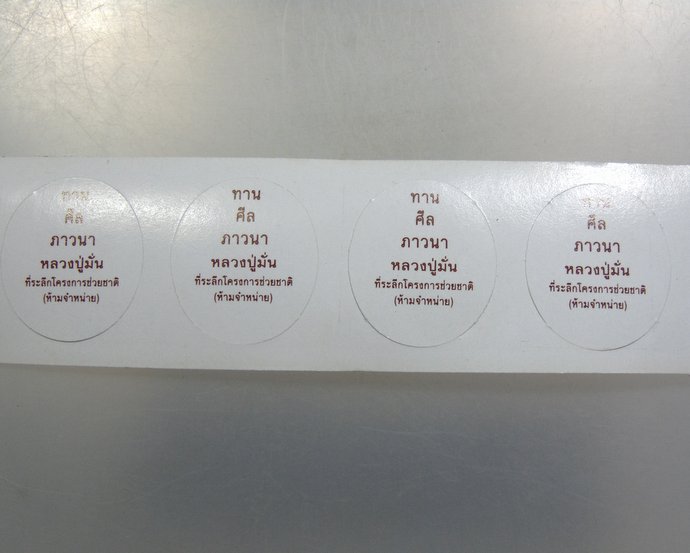 ทาน
ศีล
ภาวนา
หลวงปู่มั่น
ที่ระลึกโครงการช่วยชาติ
(ห้ามจำหน่าย)
ทาน
ศีล
ภาวนา
หลวงปู่มั่น
ที่ระลึกโครงการช่วยชาติ
(ห้ามจำหน่าย)
ทาน
ศีล
ภาวนา
หลวงปู่มั่น
ที่ระลึกโครงการช่วยชาติ
(ห้ามจำหน่าย)
ทาน
ศีล
ภาวนา
หลวงปู่มั่น
ที่ระลึกโครงการช่วยชาติ
(ห้ามจำหน่าย)